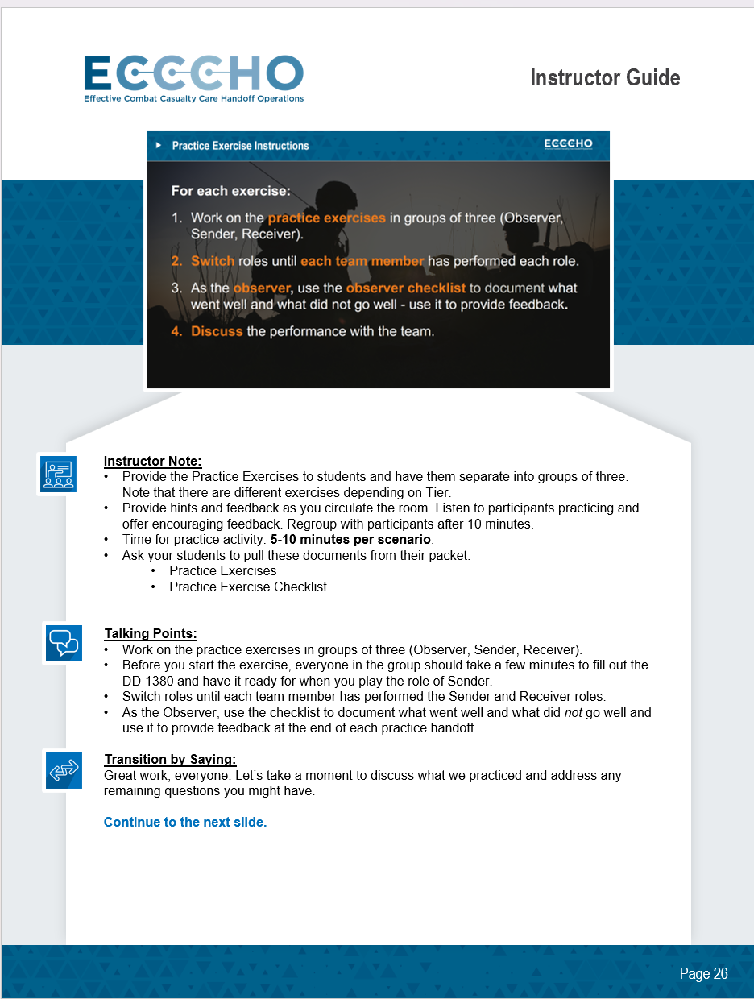 ECCCHO
Effective Combat Casualty Care Handoff Operations
Instructor Guide
Practice Exercise Instructions
ECCCHO
For each exercise:
1. Work on the practice exercises in groups of three (Observer,
Sender, Receiver).
2. Switch roles until each team member has performed each role.
3. As the observer, use the observer checklist to document what
went well and what did not go well - use it to provide feedback.
4. Discuss the performance with the team.
Instructor Note:
• Provide the Practice Exercises to students and have them separate into groups of three.
Note that there are different exercises depending on Tier.
• Provide hints and feedback as you circulate the room. Listen to participants practicing and
offer encouraging feedback. Regroup with participants after 10 minutes.
• Time for practice activity: 5-10 minutes per scenario.
• Ask your students to pull these documents from their packet:
• Practice Exercises
• Practice Exercise Checklist
Talking Points:
• Work on the practice exercises in groups of three (Observer, Sender, Receiver).
• Before you start the exercise, everyone in the group should take a few minutes to fill out the
DD 1380 and have it ready for when you play the role of Sender.
• Switch roles until each team member has performed the Sender and Receiver roles.
• As the Observer, use the checklist to document what went well and what did not go well and
use it to provide feedback at the end of each practice handoff
Transition by Saying:
Great work, everyone. Let’s take a moment to discuss what we practiced and address any
remaining questions you might have.
Continue to the next slide.
Page 26